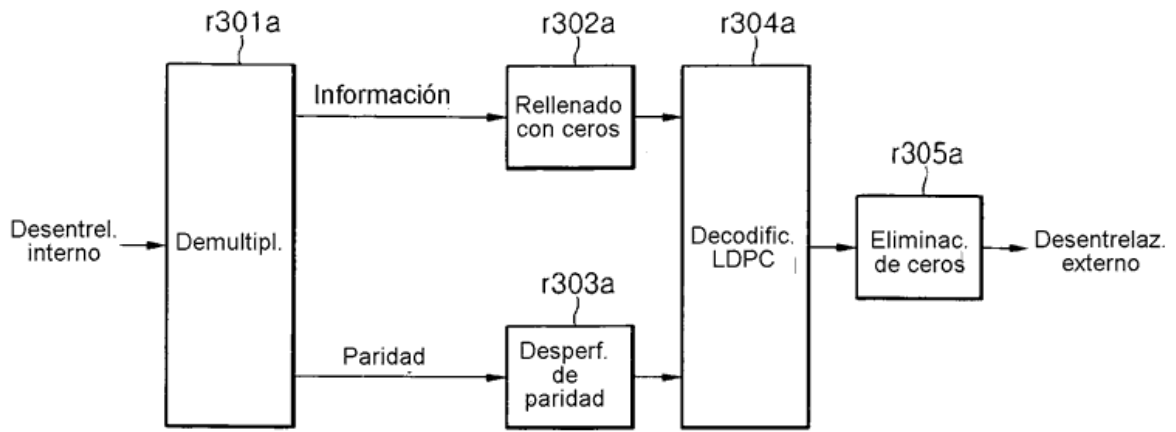 r301a
r302a
r304a
Información
Rellenado
con ceros
r305a
Desentrel.
interno
Demultipl.
Decodific.
LDPC
Eliminac.
de ceros
Desentrelaz.
externo
r303a
Paridad
Desperf.
de
paridad